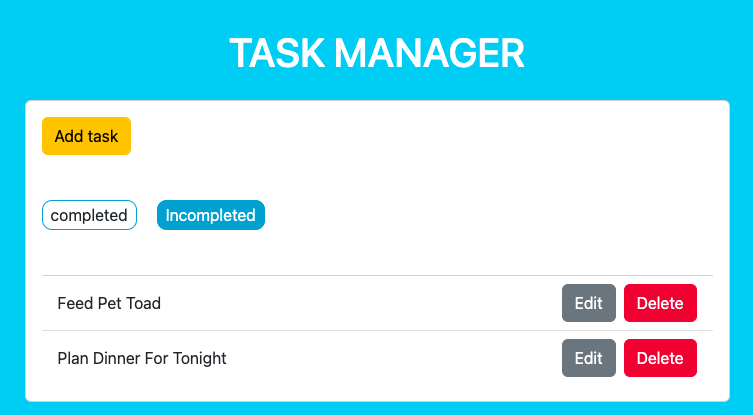 TASK MANAGER
Add task
completed Incompleted
Feed Pet Toad Edit Delete
Plan Dinner For Tonight Edit Delete